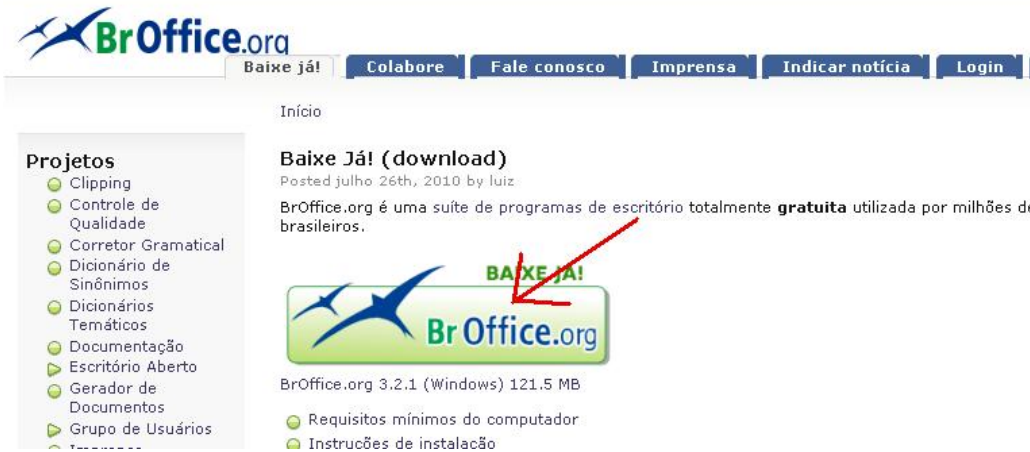 BrOffice.org
Baixe já!
Colabore
Fale conosco
Imprensa
Indicar notícia
Login
Início
Projetos
Clipping
Controle de
Qualidade
Corretor Gramatical
Dicionário de
Sinônimos
Dicionários
Temáticos
Documentação
Escritório Aberto
Gerador de
Documentos
Grupo de Usuários
Baixe Já! (download)
Posted julho 26th, 2010 by luiz
BrOffice.org é uma suíte de programas de escritório totalmente gratuita utilizada por milhões de
brasileiros.
BAIXE JÁ!
BrOffice.org
BrOffice.org 3.2.1 (Windows) 121.5 MB
Requisitos mínimos do computador
Instruções de instalação